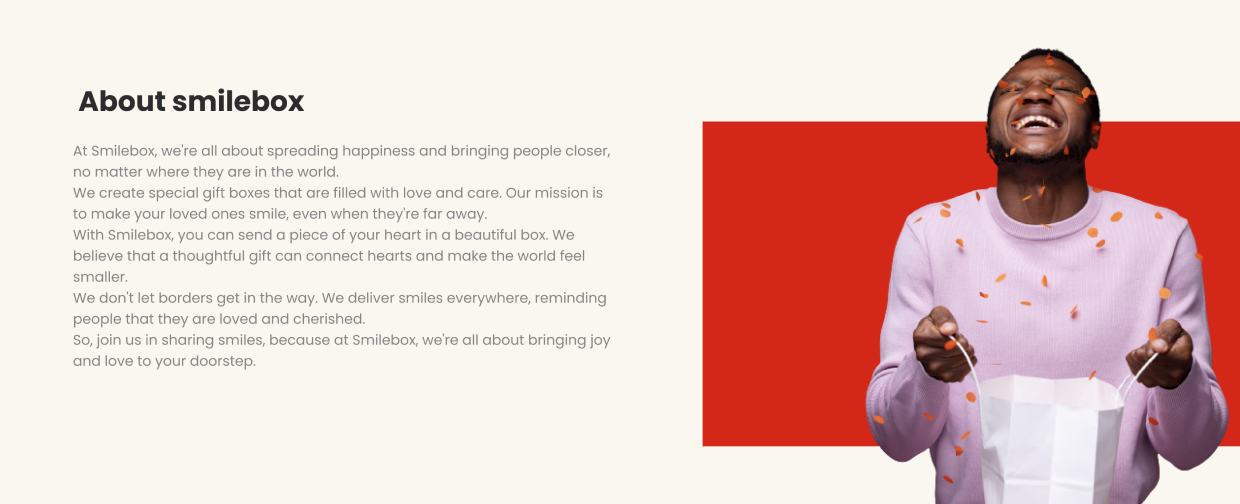 About smilebox
At Smilebox, we're all about spreading happiness and bringing people closer,
no matter where they are in the world.
We create special gift boxes that are filled with love and care. Our mission is
to make your loved ones smile, even when they're far away.
With Smilebox, you can send a piece of your heart in a beautiful box. We
believe that a thoughtful gift can connect hearts and make the world feel
smaller.
We don't let borders get in the way. We deliver smiles everywhere, reminding
people that they are loved and cherished.
So, join us in sharing smiles, because at Smilebox, we're all about bringing joy
and love to your doorstep.